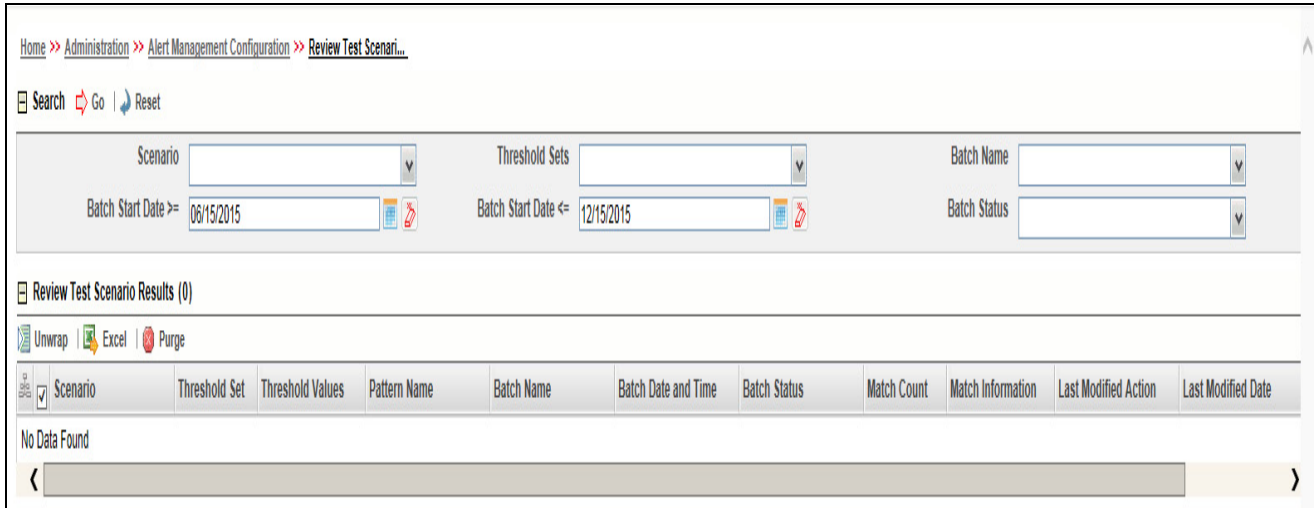 Home >> Administration >> Alert Management Configuration >> Review Test Scenari...
Search Go | Reset
Scenario Threshold Sets Batch Name
Batch Start Date >= 06/15/2015 Batch Start Date <= 12/15/2015 Batch Status
Review Test Scenario Results (0)
Unwrap | Excel | Purge
Scenario Threshold Set Threshold Values Pattern Name Batch Name Batch Date and Time Batch Status Match Count Match Information Last Modified Action Last Modified Date
No Data Found